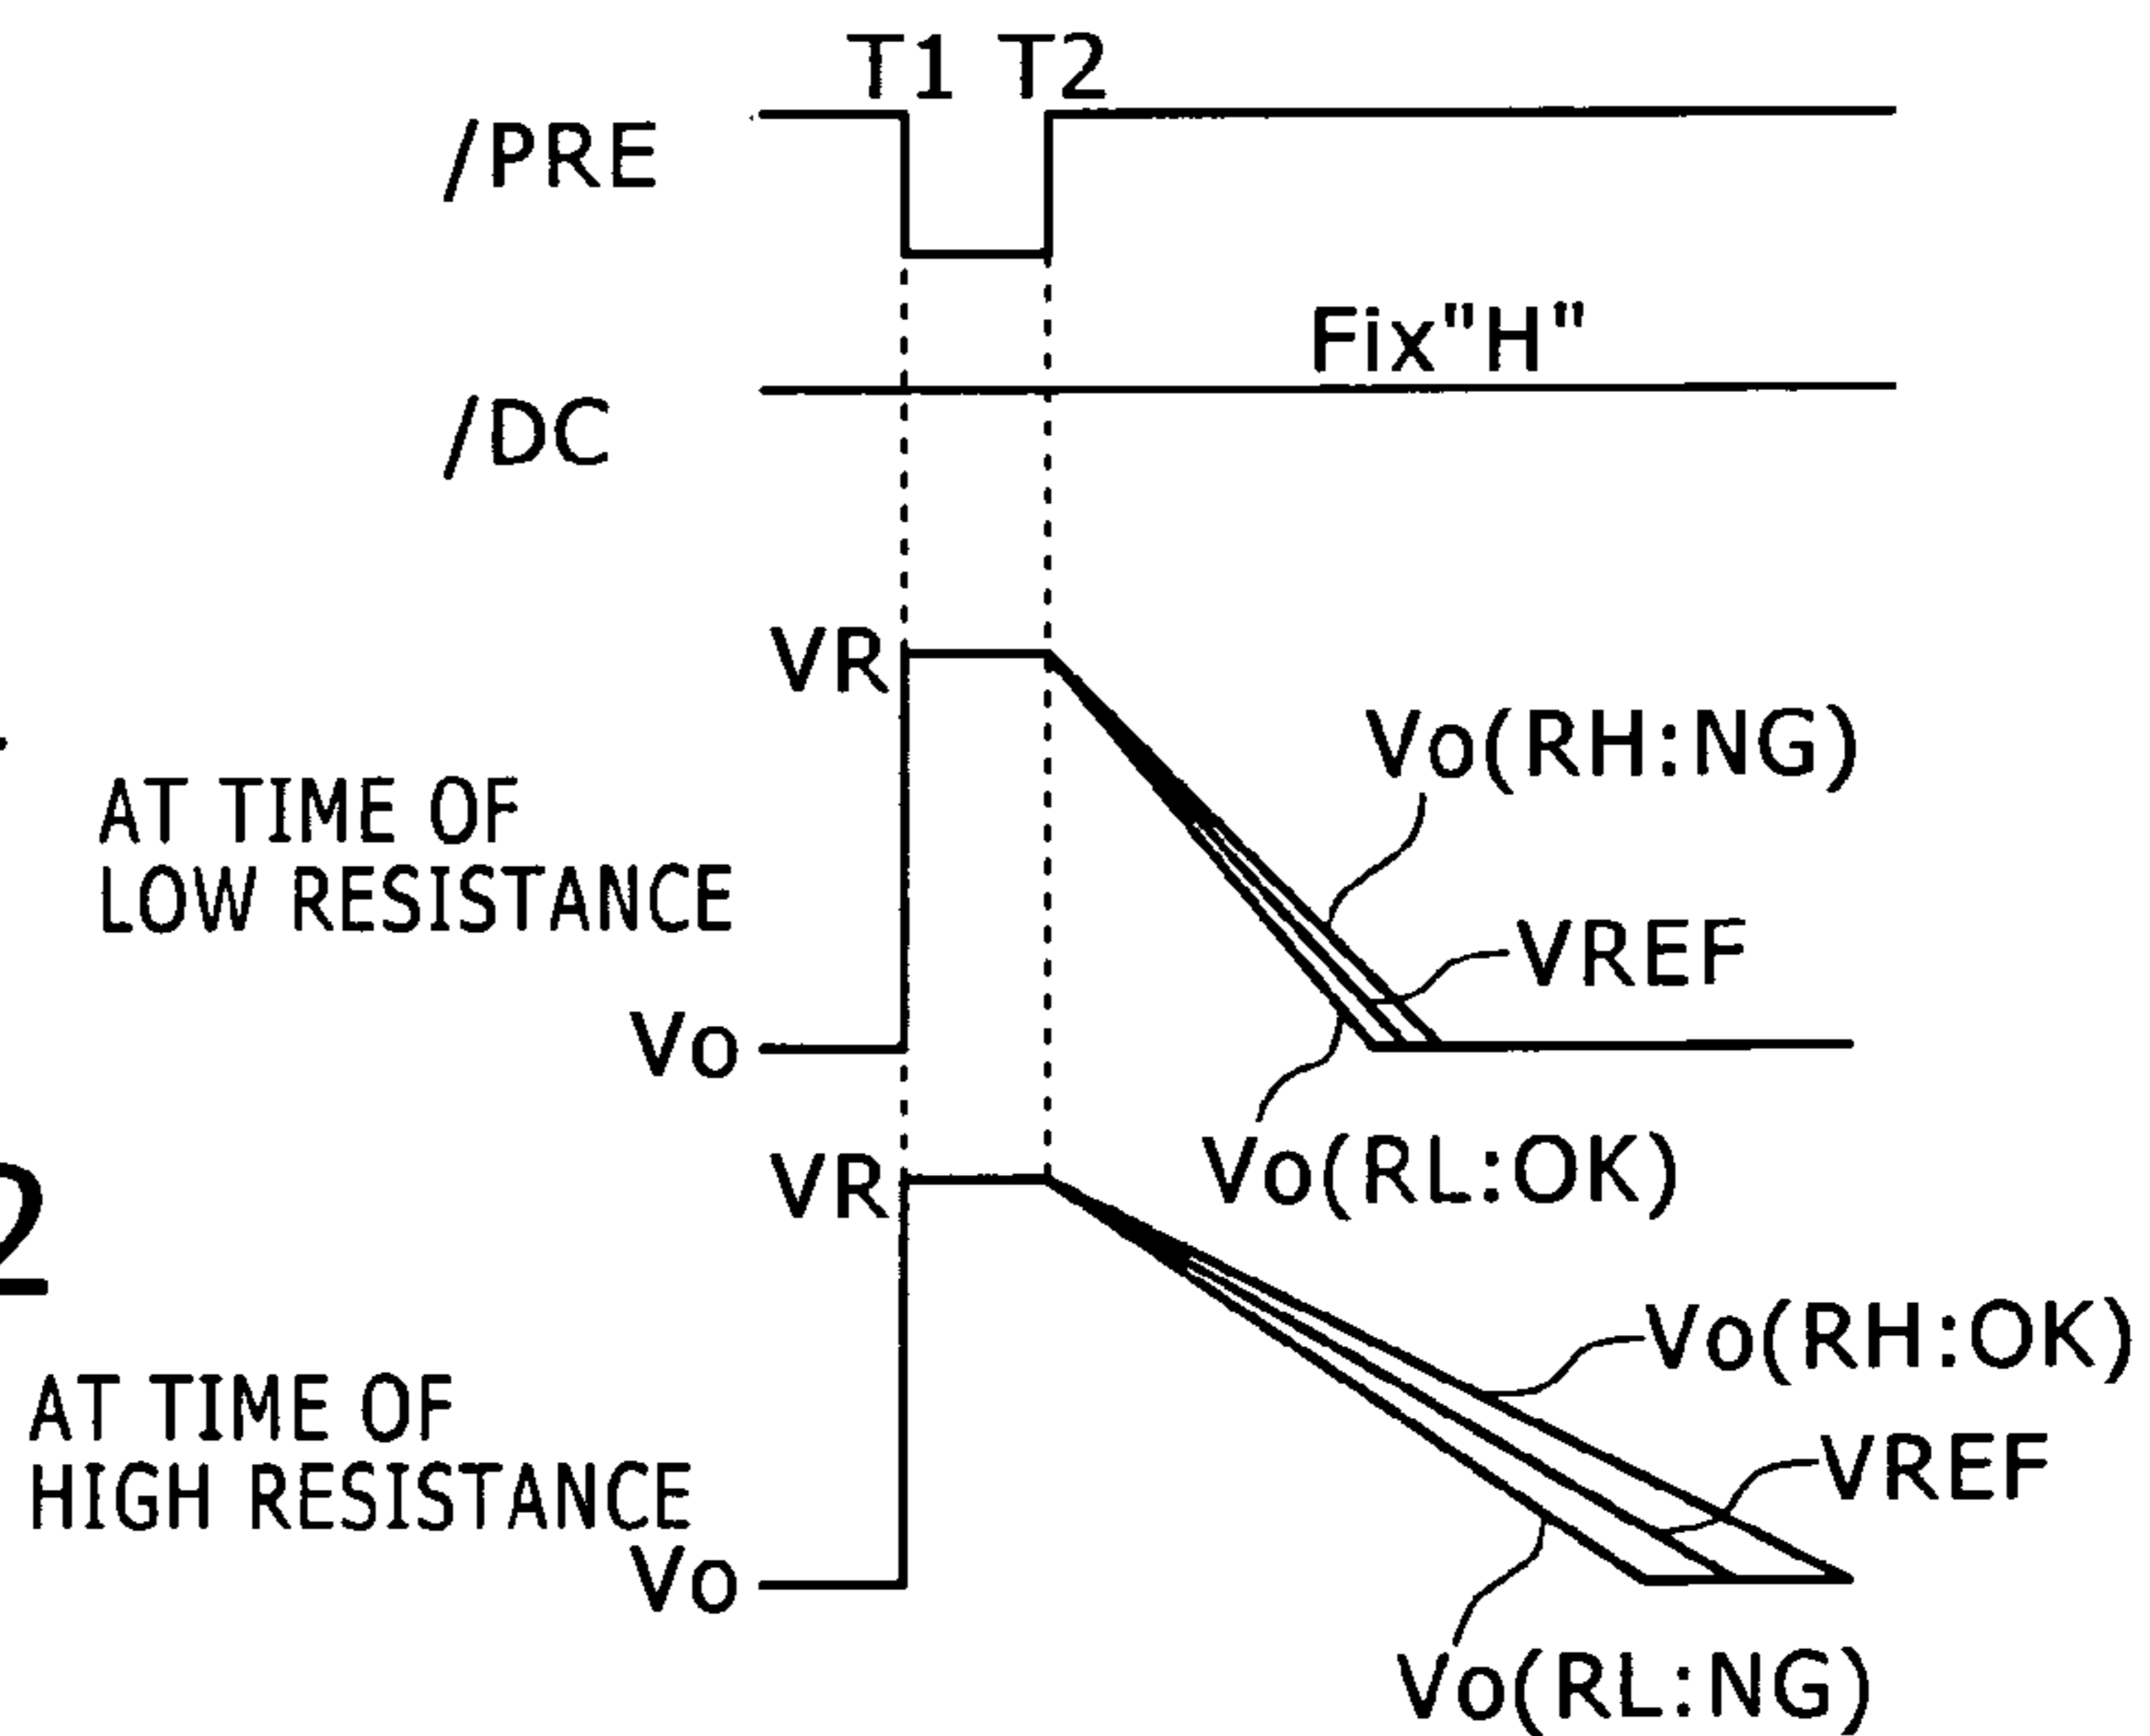 T1 T2
/PRE
Fix"H"
/DC
VR
Vo(RH:NG)
AT TIME OF
LOW RESISTANCE
VREF
Vo
Vo(RL:OK)
VR
2
Vo(RH:OK)
AT TIME OF
HIGH RESISTANCE
VREF
Vo
Vo(RL:NG)